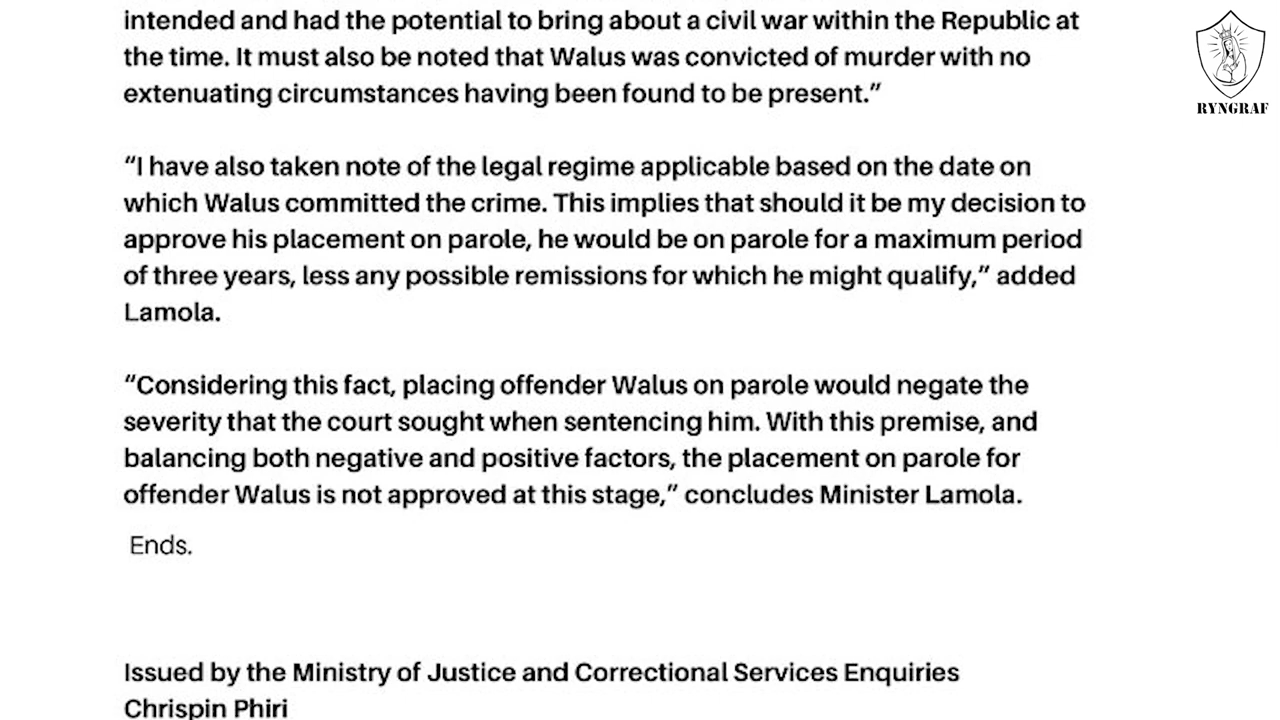 intended and had the potential to bring about a civil war within the Republic at
the time. It must also be noted that Walus was convicted of murder with no
extenuating circumstances having been found to be present.”
RYNGRAF
“I have also taken note of the legal regime applicable based on the date on
which Walus committed the crime. This implies that should it be my decision to
approve his placement on parole, he would be on parole for a maximum period
of three years, less any possible remissions for which he might qualify,” added
Lamola.
“Considering this fact, placing offender Walus on parole would negate the
severity that the court sought when sentencing him. With this premise, and
balancing both negative and positive factors, the placement on parole for
offender Walus is not approved at this stage,” concludes Minister Lamola.
Ends.
Issued by the Ministry of Justice and Correctional Services Enquiries
Chrispin Phiri